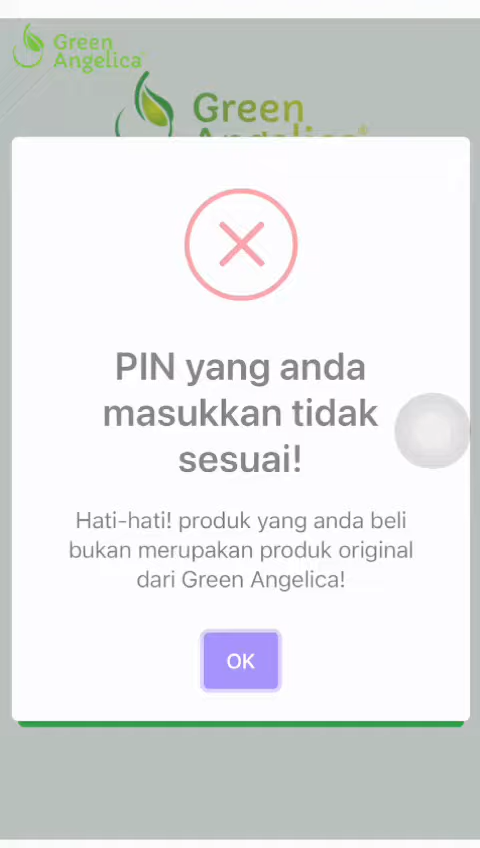 Green
Angelica
Green
Angelica
PIN yang anda
masukkan tidak
sesuai!
Hati-hati! produk yang anda beli
bukan merupakan produk original
dari Green Angelica!
OK